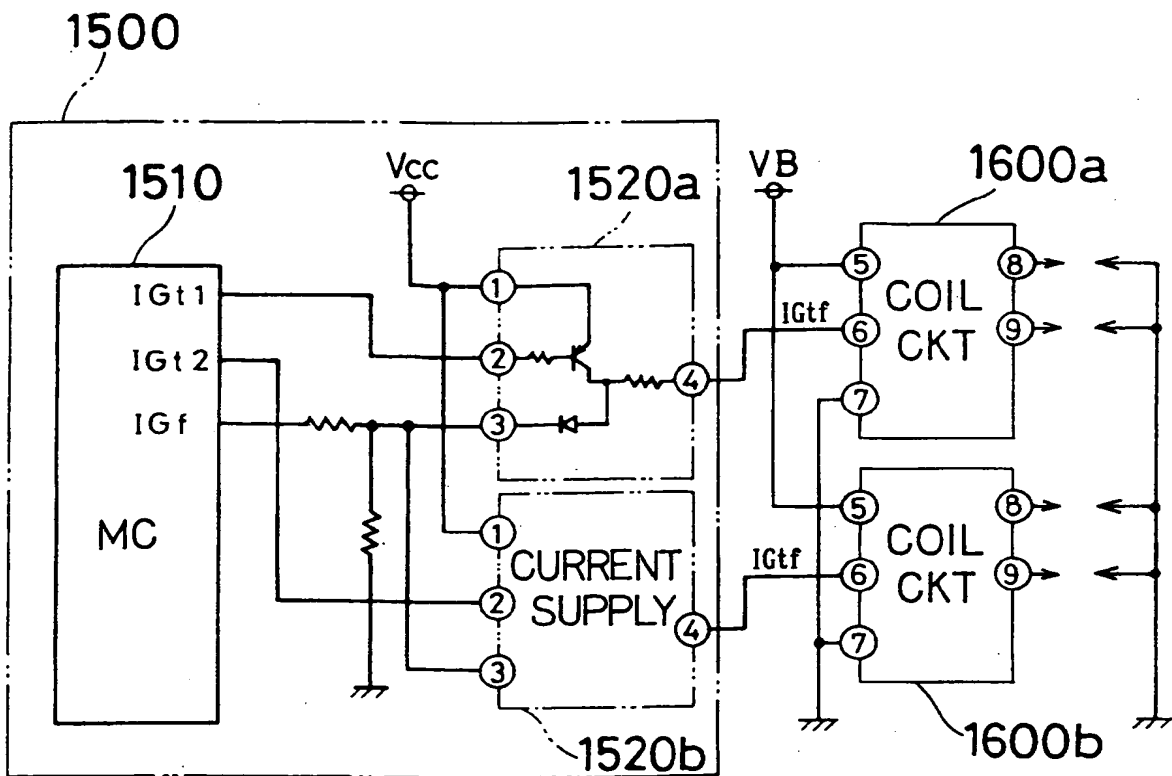 1500
1510
Vcc
1520a
VB
1600a
IGt1
IGt2
IGf
MC
1
2
3
4
IGtf
5
6
7
8
9
COIL
CKT
1
2
3
4
CURRENT
SUPPLY
IGtf
5
6
7
8
9
COIL
CKT
1520b
1600b